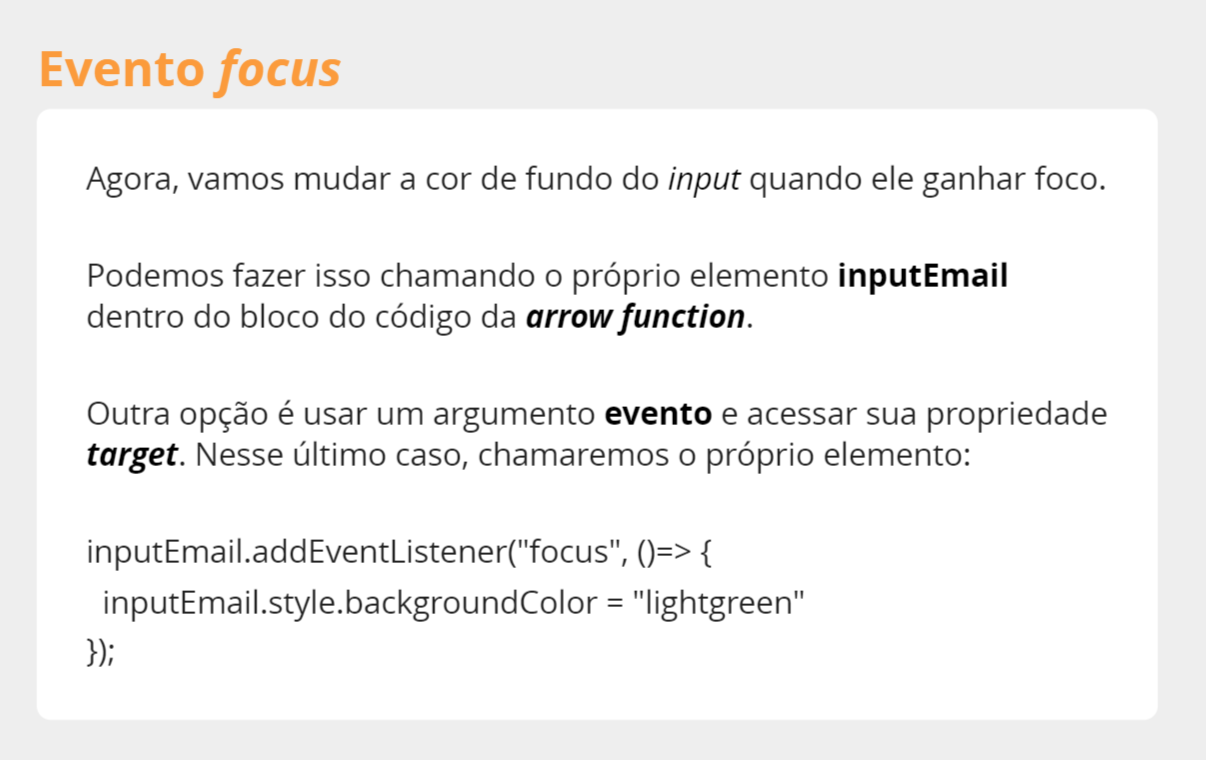 Evento focus
Agora, vamos mudar a cor de fundo do input quando ele ganhar foco.
Podemos fazer isso chamando o próprio elemento inputEmail
dentro do bloco do código da arrow function.
Outra opção é usar um argumento evento e acessar sua propriedade
target. Nesse último caso, chamaremos o próprio elemento:
inputEmail.addEventListener("focus", ()=> {
  inputEmail.style.backgroundColor = "lightgreen"
});